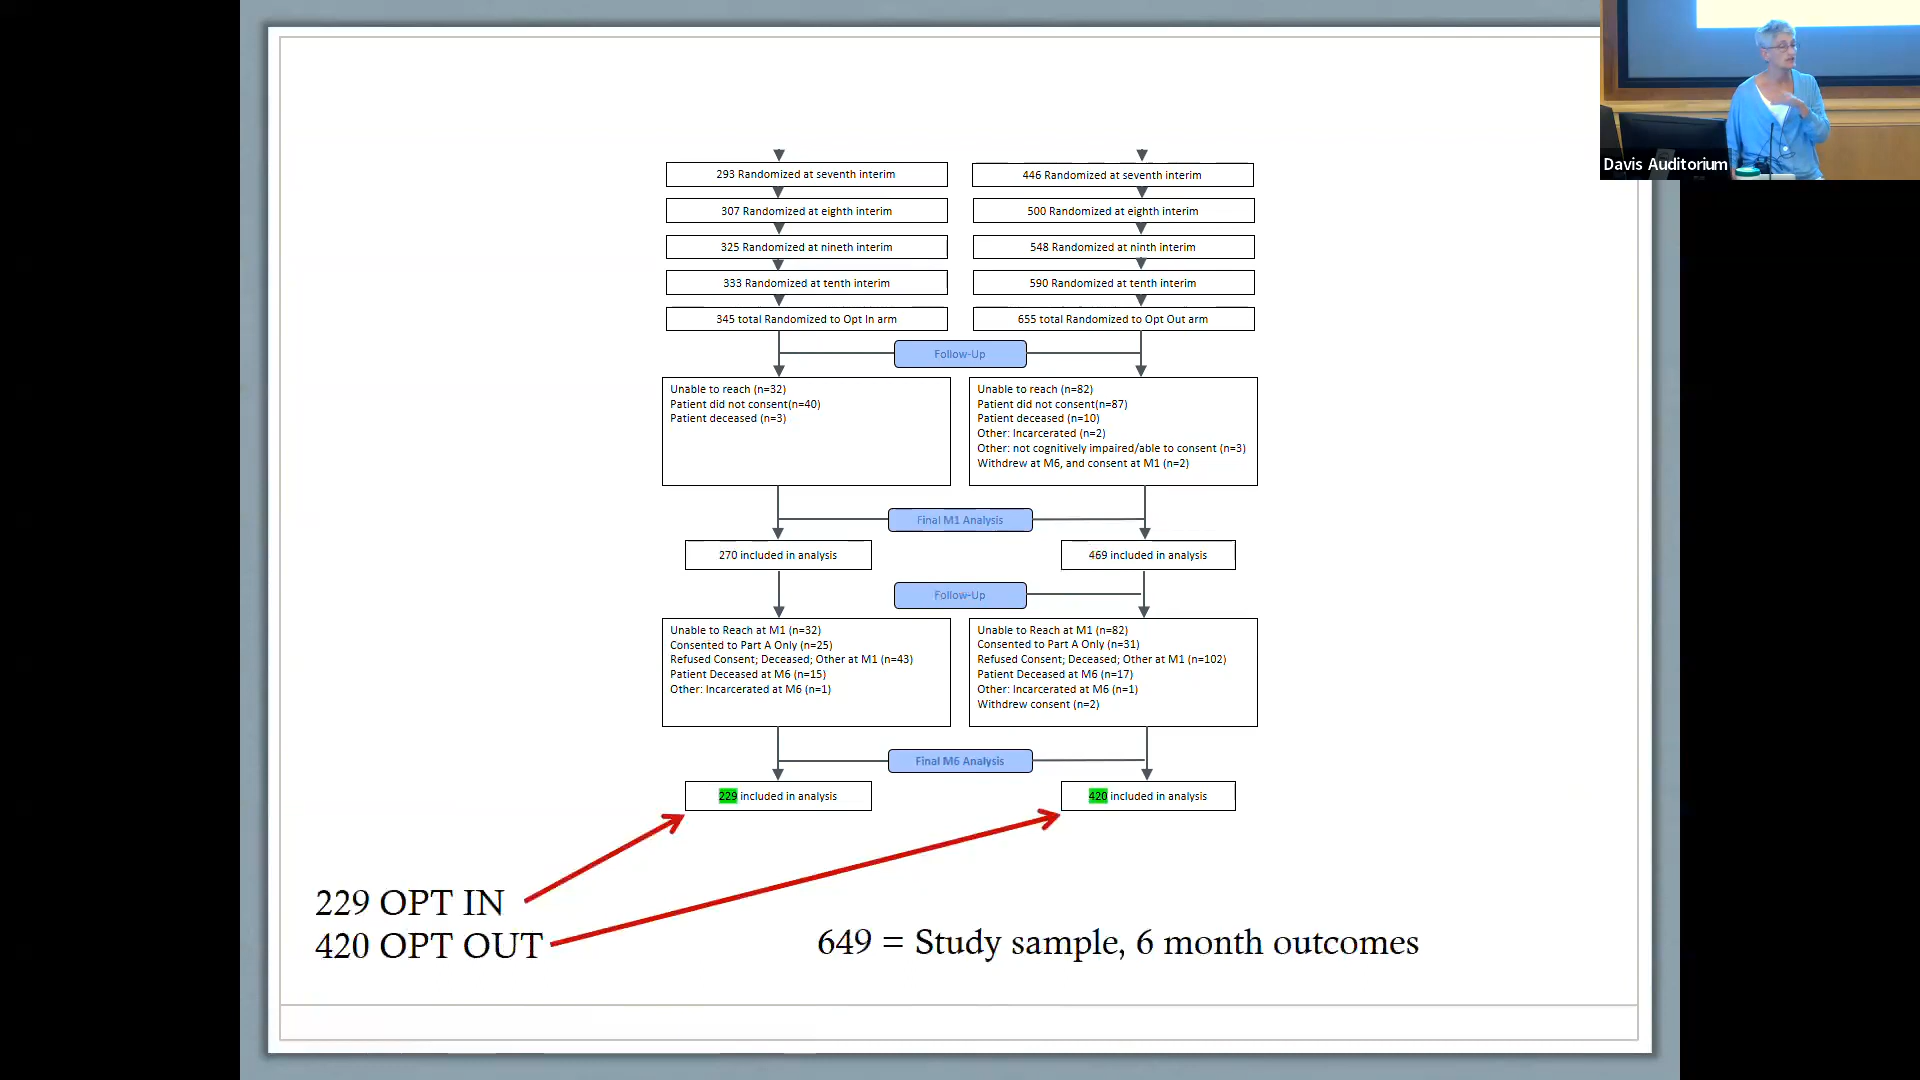 293 Randomized at seventh interim
446 Randomized at seventh interim
307 Randomized at eighth interim
500 Randomized at eighth interim
325 Randomized at nineth interim
548 Randomized at ninth interim
333 Randomized at tenth interim
590 Randomized at tenth interim
345 total Randomized to Opt In arm
655 total Randomized to Opt Out arm
Follow-Up
Unable to reach (n=32)
Patient did not consent(n=40)
Patient deceased (n=3)
Unable to reach (n=82)
Patient did not consent(n=87)
Patient deceased (n=10)
Other: Incarcerated (n=2)
Other: not cognitively impaired/able to consent (n=3)
Withdrew at M6, and consent at M1 (n=2)
Final M1 Analysis
270 included in analysis
469 included in analysis
Follow-Up
Unable to Reach at M1 (n=32)
Consented to Part A Only (n=25)
Refused Consent; Deceased; Other at M1 (n=43)
Patient Deceased at M6 (n=15)
Other: Incarcerated at M6 (n=1)
Unable to Reach at M1 (n=82)
Consented to Part A Only (n=31)
Refused Consent; Deceased; Other at M1 (n=102)
Patient Deceased at M6 (n=17)
Other: Incarcerated at M6 (n=1)
Withdrew consent (n=2)
Final M6 Analysis
229 included in analysis
420 included in analysis
229 OPT IN
420 OPT OUT
649 = Study sample, 6 month outcomes
Davis Auditorium